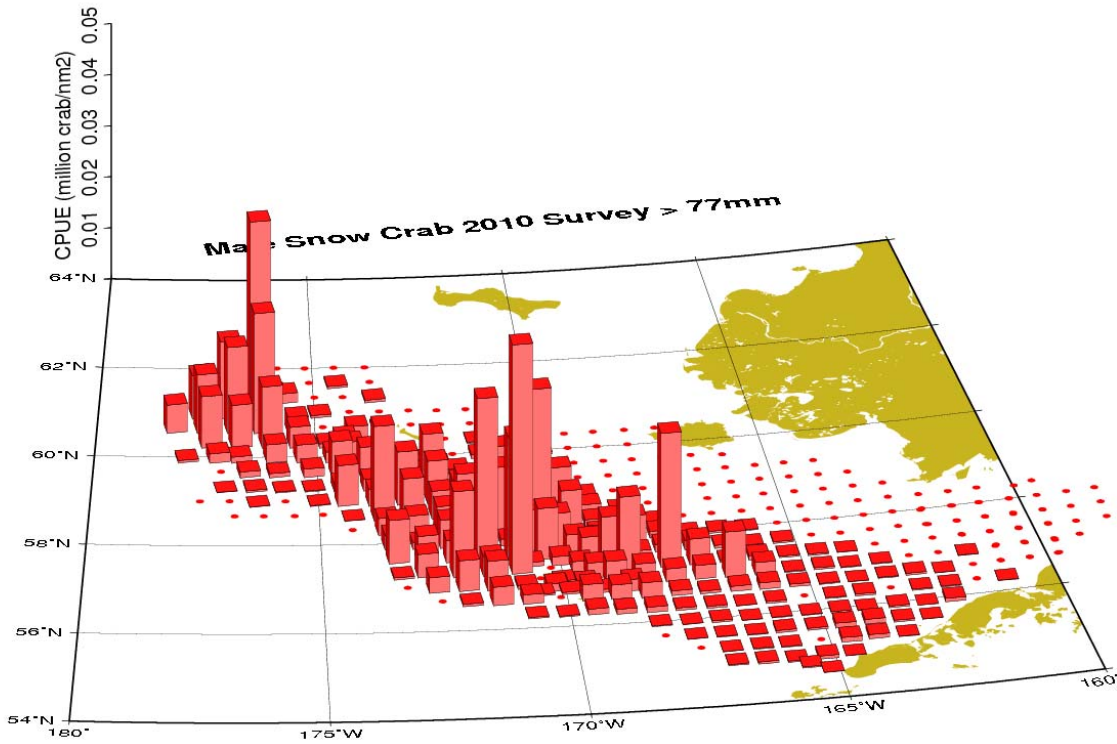 0.05
0.04
0.03
0.02
0.01
CPUE (million crab/nm2)
Male Snow Crab 2010 Survey > 77mm
64°N
62°N
60°N
58°N
56°N
54°N
180°
175°W
170°W
165°W
160°